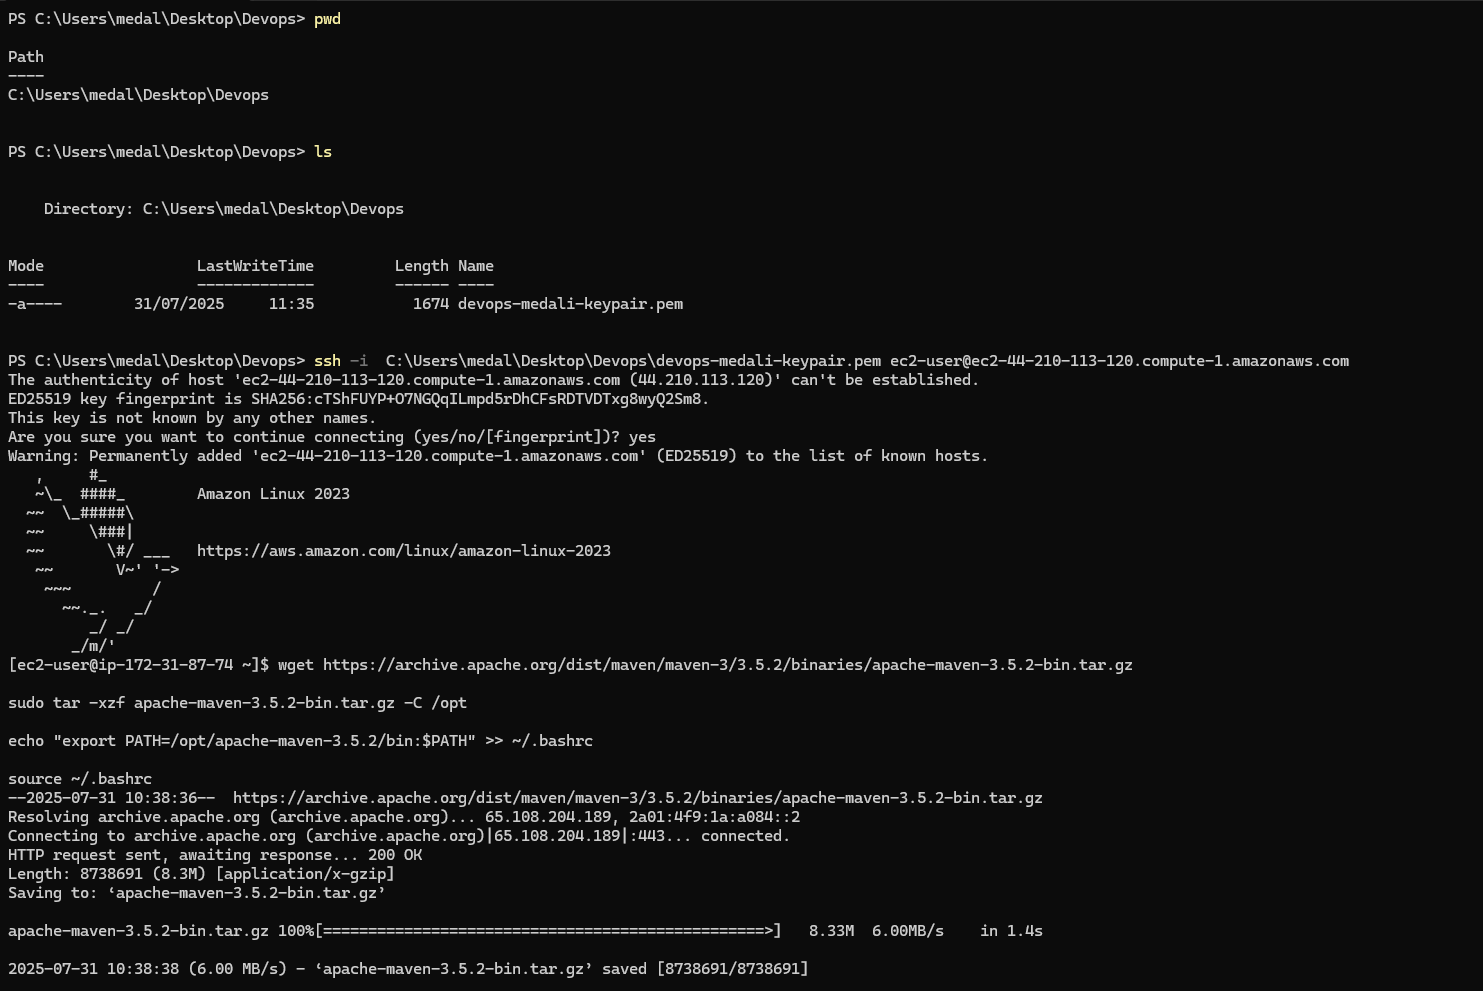 PS C:\Users\medal\Desktop\Devops> pwd
Path
----
C:\Users\medal\Desktop\Devops
PS C:\Users\medal\Desktop\Devops> ls
    Directory: C:\Users\medal\Desktop\Devops
Mode                 LastWriteTime         Length Name
----                 -------------         ------ ----
-a----        31/07/2025     11:35           1674 devops-medali-keypair.pem
PS C:\Users\medal\Desktop\Devops> ssh -i  C:\Users\medal\Desktop\Devops\devops-medali-keypair.pem ec2-user@ec2-44-210-113-120.compute-1.amazonaws.com
The authenticity of host 'ec2-44-210-113-120.compute-1.amazonaws.com (44.210.113.120)' can't be established.
ED25519 key fingerprint is SHA256:cTShFUYP+O7NGQqILmpd5rDhCFsRDTVDTxg8wyQ2Sm8.
This key is not known by any other names.
Are you sure you want to continue connecting (yes/no/[fingerprint])? yes
Warning: Permanently added 'ec2-44-210-113-120.compute-1.amazonaws.com' (ED25519) to the list of known hosts.
   ,     #_
   ~\_  ####_        Amazon Linux 2023
  ~~  \_#####\
  ~~     \###|
  ~~       \#/ ___   https://aws.amazon.com/linux/amazon-linux-2023
   ~~       V~' '->
    ~~~         /
      ~~._.   _/
         _/ _/
       _/m/'
[ec2-user@ip-172-31-87-74 ~]$ wget https://archive.apache.org/dist/maven/maven-3/3.5.2/binaries/apache-maven-3.5.2-bin.tar.gz
sudo tar -xzf apache-maven-3.5.2-bin.tar.gz -C /opt
echo "export PATH=/opt/apache-maven-3.5.2/bin:$PATH" >> ~/.bashrc
source ~/.bashrc
--2025-07-31 10:38:36--  https://archive.apache.org/dist/maven/maven-3/3.5.2/binaries/apache-maven-3.5.2-bin.tar.gz
Resolving archive.apache.org (archive.apache.org)... 65.108.204.189, 2a01:4f9:1a:a084::2
Connecting to archive.apache.org (archive.apache.org)|65.108.204.189|:443... connected.
HTTP request sent, awaiting response... 200 OK
Length: 8738691 (8.3M) [application/x-gzip]
Saving to: ‘apache-maven-3.5.2-bin.tar.gz’
apache-maven-3.5.2-bin.tar.gz 100%[=================================================>]   8.33M  6.00MB/s    in 1.4s
2025-07-31 10:38:38 (6.00 MB/s) - ‘apache-maven-3.5.2-bin.tar.gz’ saved [8738691/8738691]